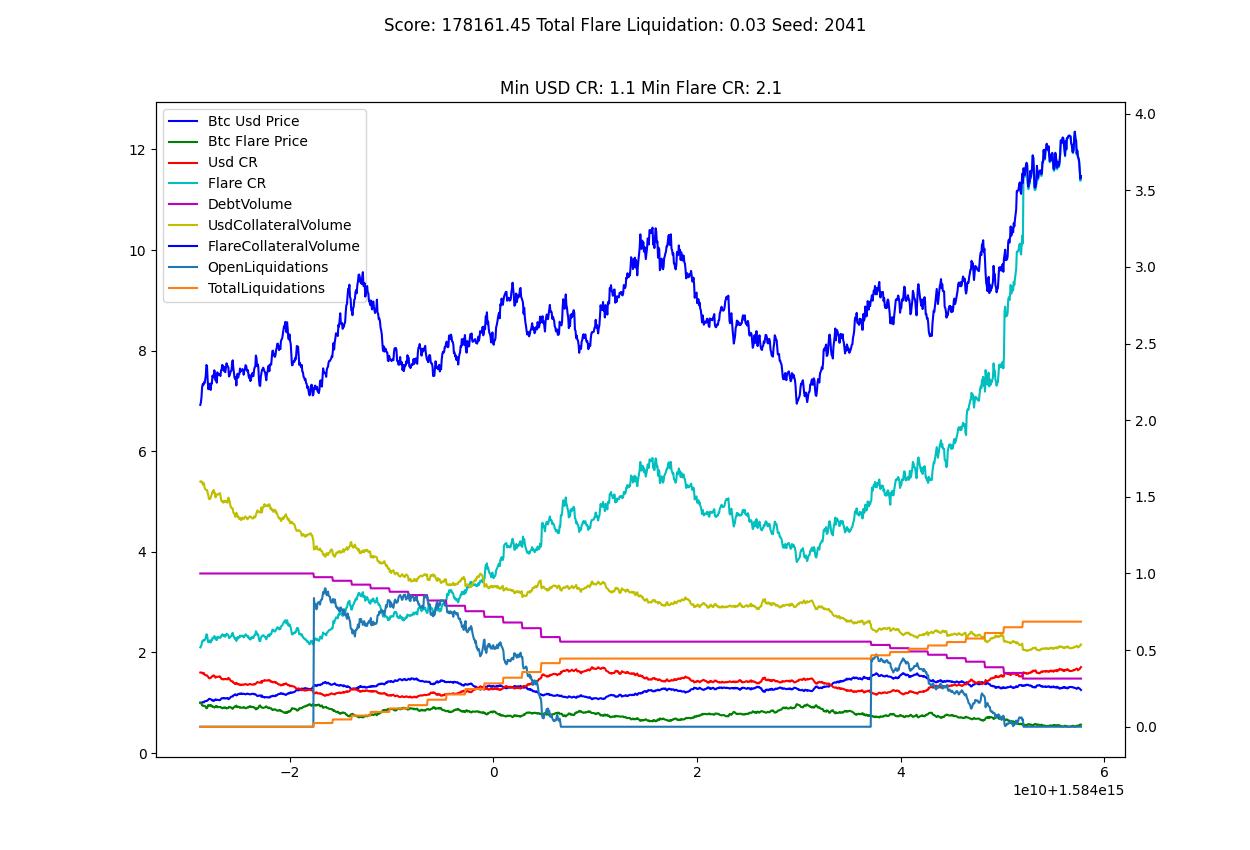 Score: 178161.45 Total Flare Liquidation: 0.03 Seed: 2041
Min USD CR: 1.1 Min Flare CR: 2.1
Btc Usd Price
Btc Flare Price
Usd CR
Flare CR
DebtVolume
UsdCollateralVolume
FlareCollateralVolume
OpenLiquidations
TotalLiquidations
12
10
8
6
4
2
0
4.0
3.5
3.0
2.5
2.0
1.5
1.0
0.5
0.0
−2 0 2 4 6
1e10+1.584e15